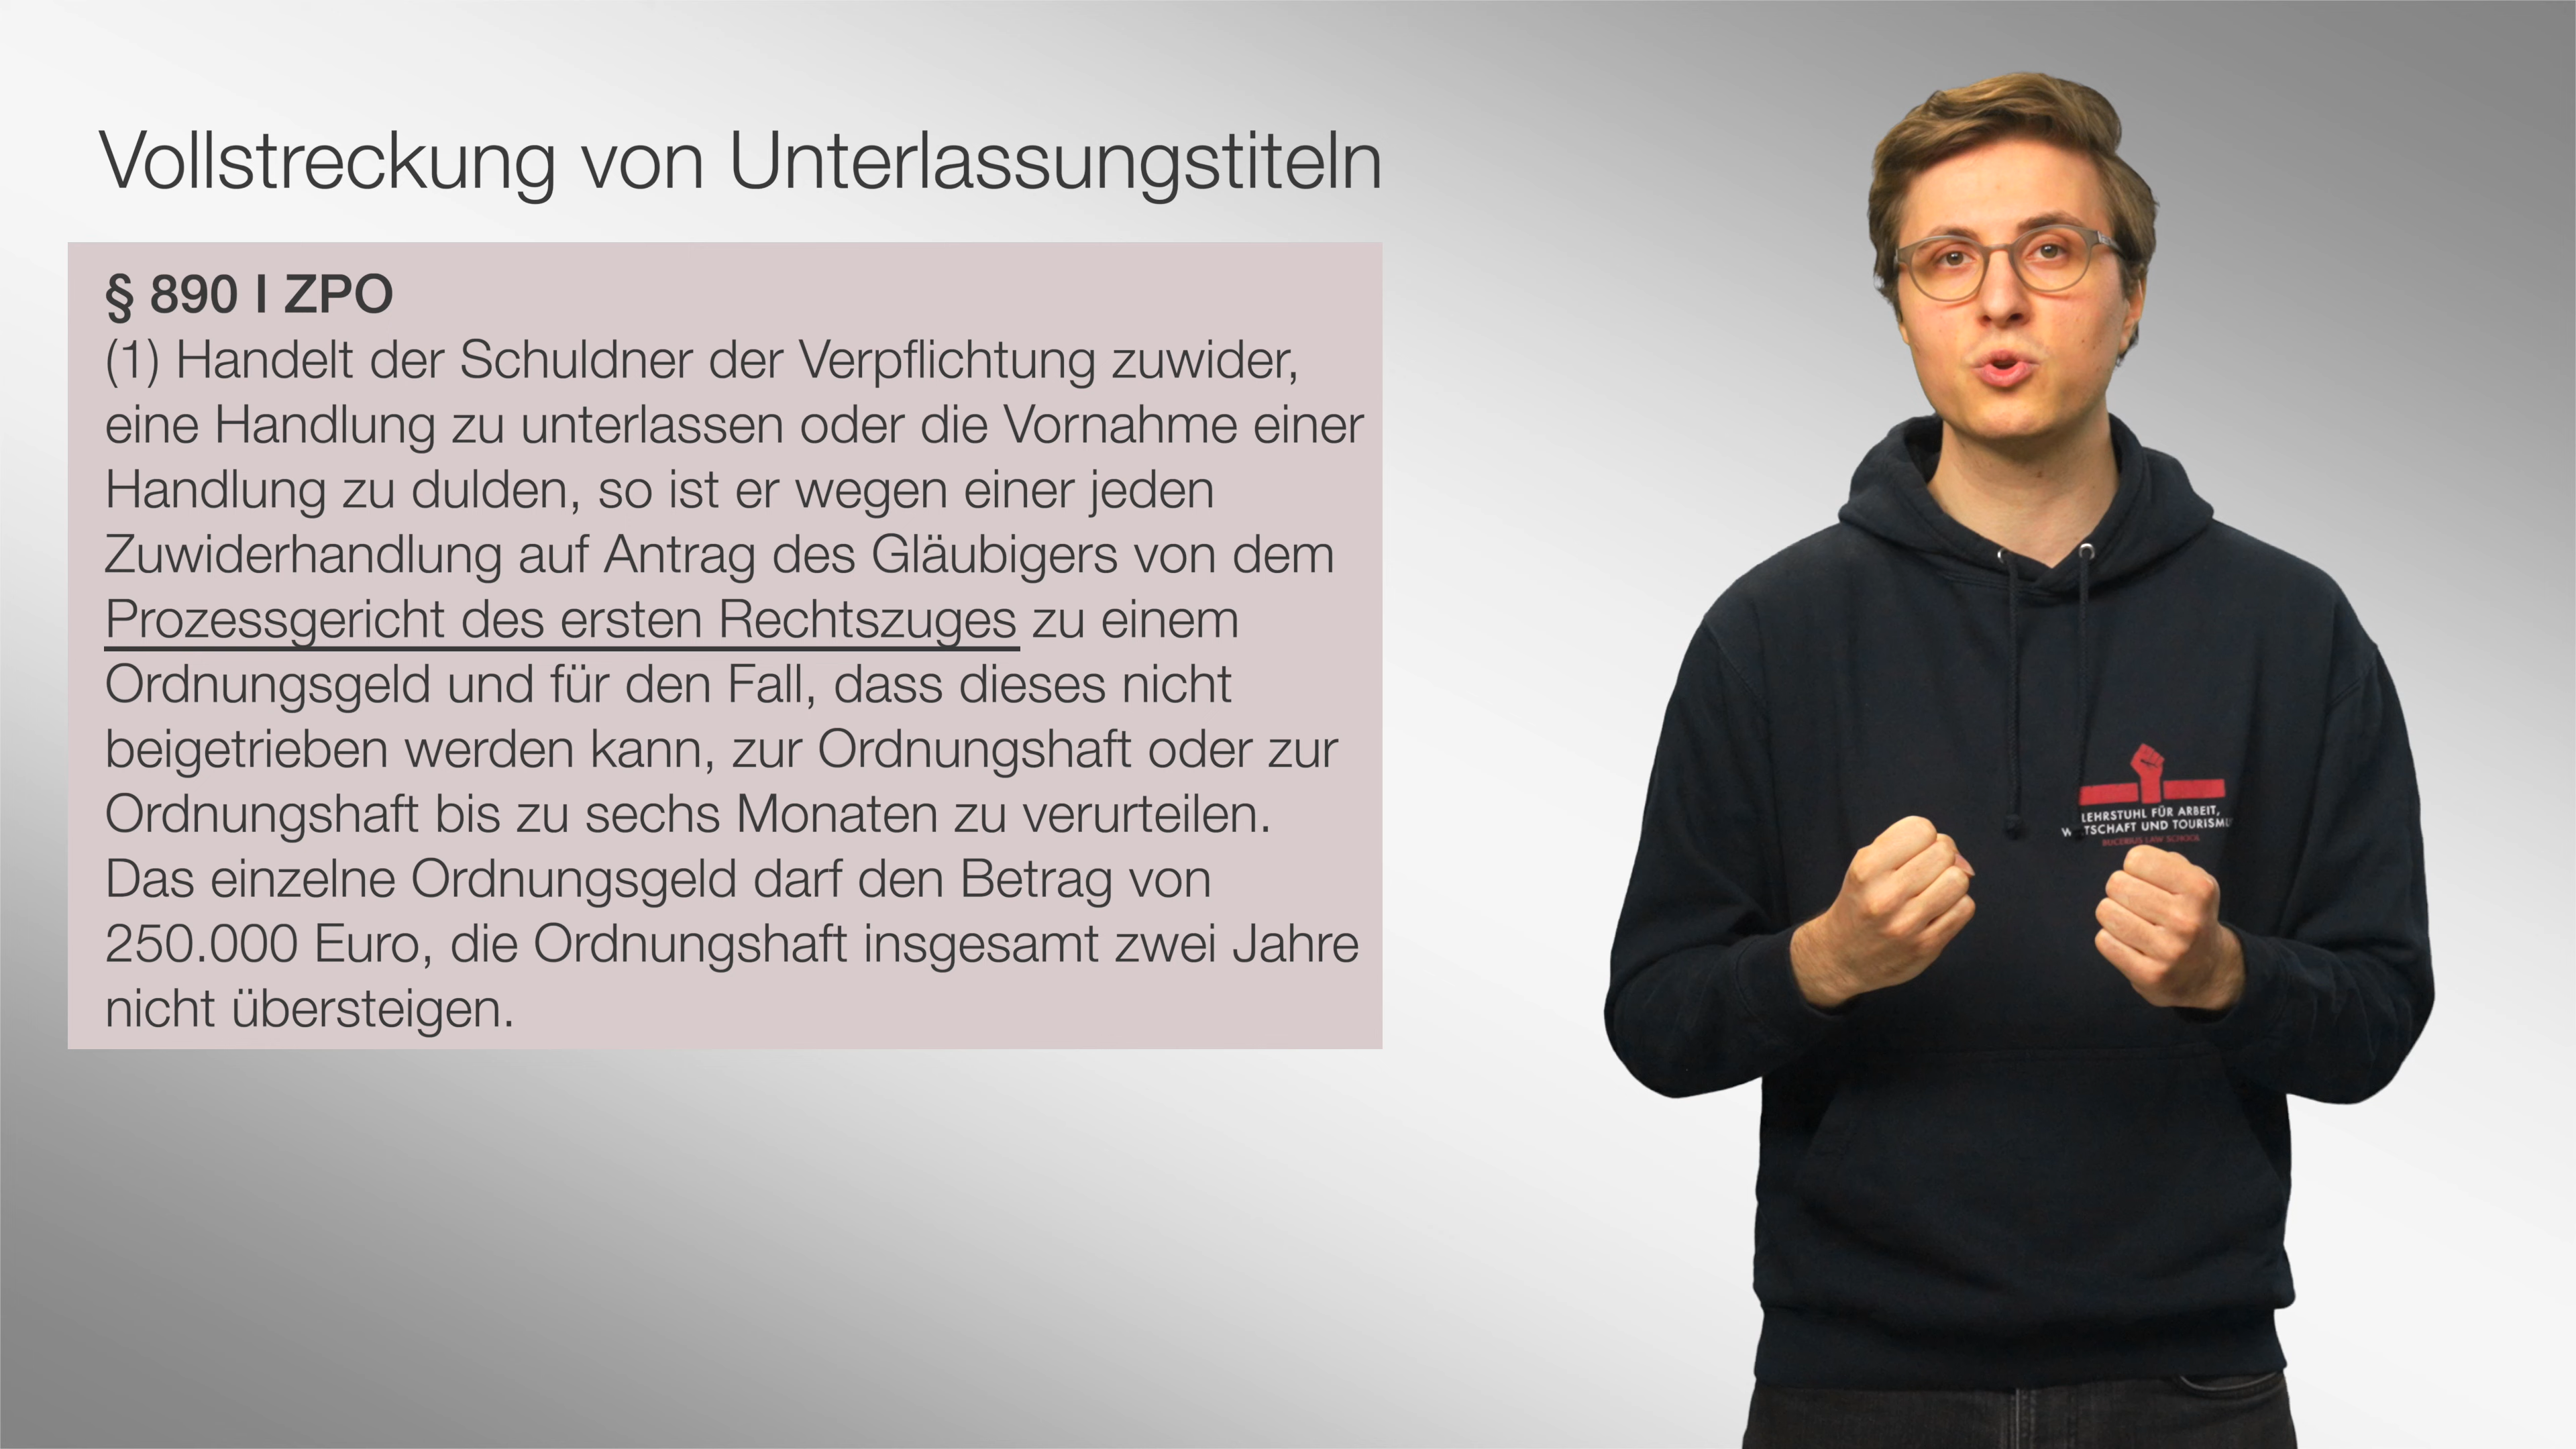 Vollstreckung von Unterlassungstiteln
§ 890 I ZPO
(1) Handelt der Schuldner der Verpflichtung zuwider,
eine Handlung zu unterlassen oder die Vornahme einer
Handlung zu dulden, so ist er wegen einer jeden
Zuwiderhandlung auf Antrag des Gläubigers von dem
Prozessgericht des ersten Rechtszuges zu einem
Ordnungsgeld und für den Fall, dass dieses nicht
beigetrieben werden kann, zur Ordnungshaft oder zur
Ordnungshaft bis zu sechs Monaten zu verurteilen.
Das einzelne Ordnungsgeld darf den Betrag von
250.000 Euro, die Ordnungshaft insgesamt zwei Jahre
nicht übersteigen.
LEHRSTUHL FÜR ARBEIT,
UND
BUCERIUS LAW SCHOOL